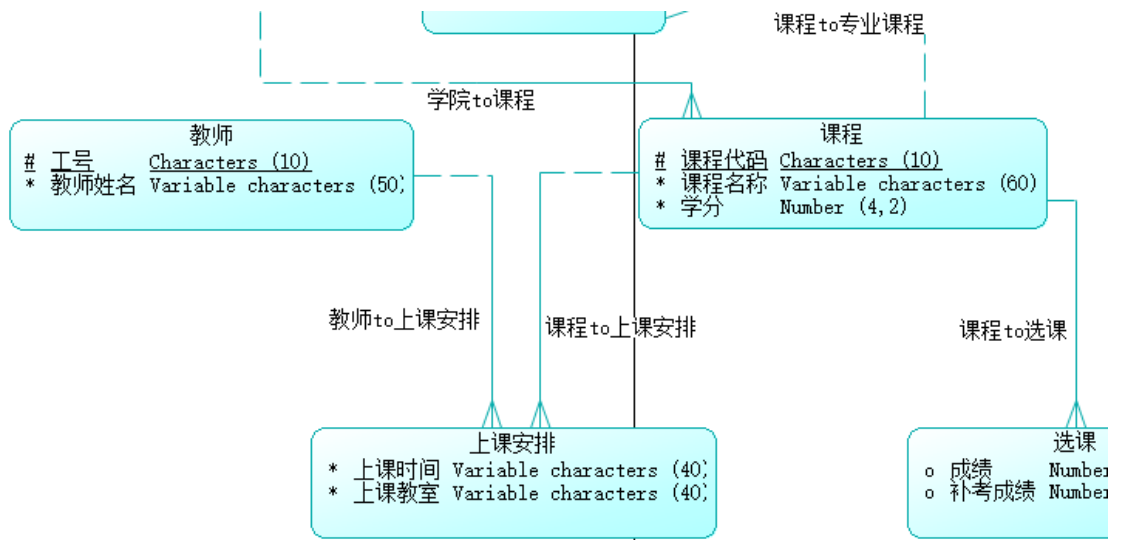 课程to专业课程
学院to课程
教师
# 工号 Characters (10)
* 教师姓名 Variable characters (50)
课程
# 课程代码 Characters (10)
* 课程名称 Variable characters (60)
* 学分 Number (4,2)
教师to上课安排
课程to上课安排
课程to选课
上课安排
* 上课时间 Variable characters (40)
* 上课教室 Variable characters (40)
选课
o 成绩 Number
o 补考成绩 Number